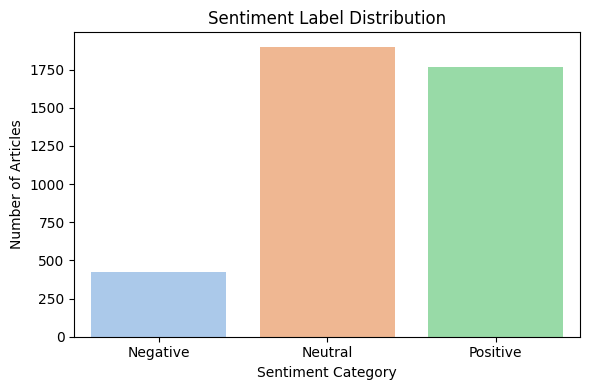 Sentiment Label Distribution
Number of Articles
1750
1500
1250
1000
750
500
250
0
Negative Neutral Positive
Sentiment Category